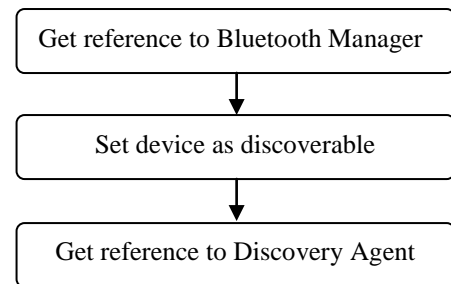 Get reference to Bluetooth Manager
Set device as discoverable
Get reference to Discovery Agent